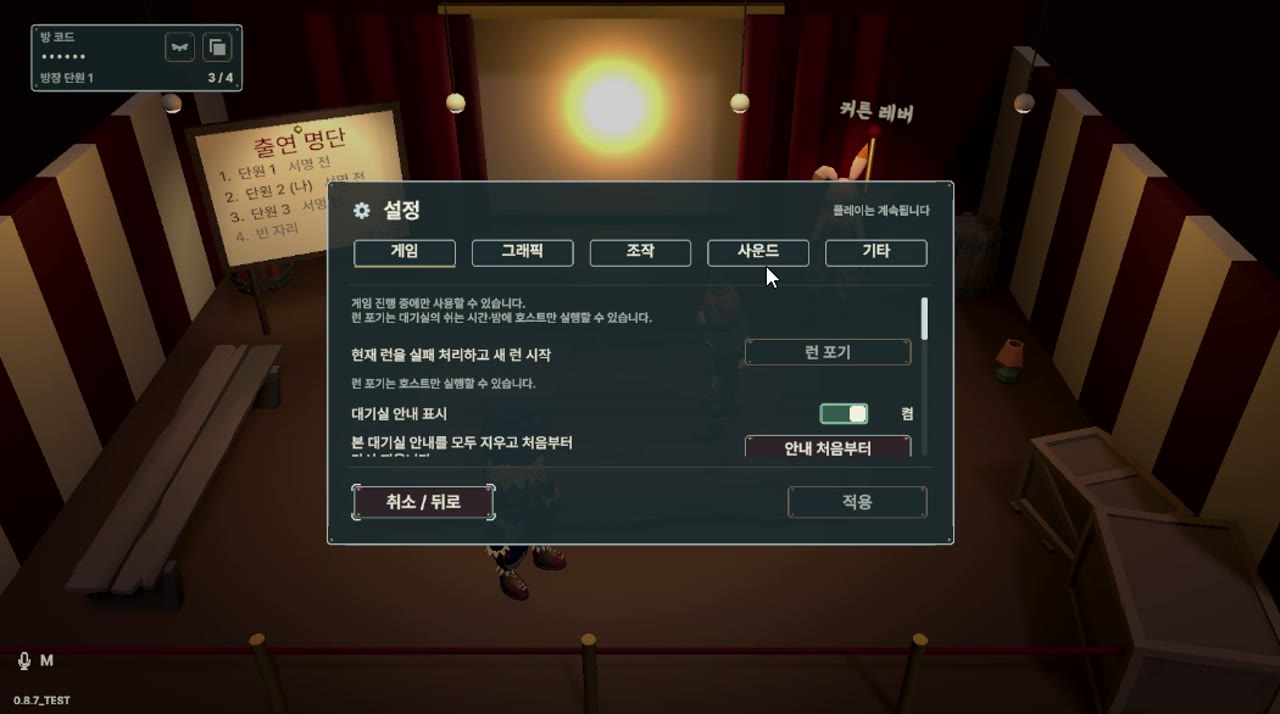 방 코드
••••••
방장 단원 1
3 / 4
커튼 레버
출연 명단
1. 단원 1 서명 전
2. 단원 2 (나) 서명 전
3. 단원 3 서명
4. 빈 자리
설정
플레이는 계속됩니다
게임
그래픽
조작
사운드
기타
게임 진행 중에만 사용할 수 있습니다.
런 포기는 대기실의 쉬는 시간·밤에 호스트만 실행할 수 있습니다.
현재 런을 실패 처리하고 새 런 시작
런 포기
런 포기는 호스트만 실행할 수 있습니다.
대기실 안내 표시
켬
본 대기실 안내를 모두 지우고 처음부터
안내 처음부터
취소 / 뒤로
적용
M
0.8.7_TEST